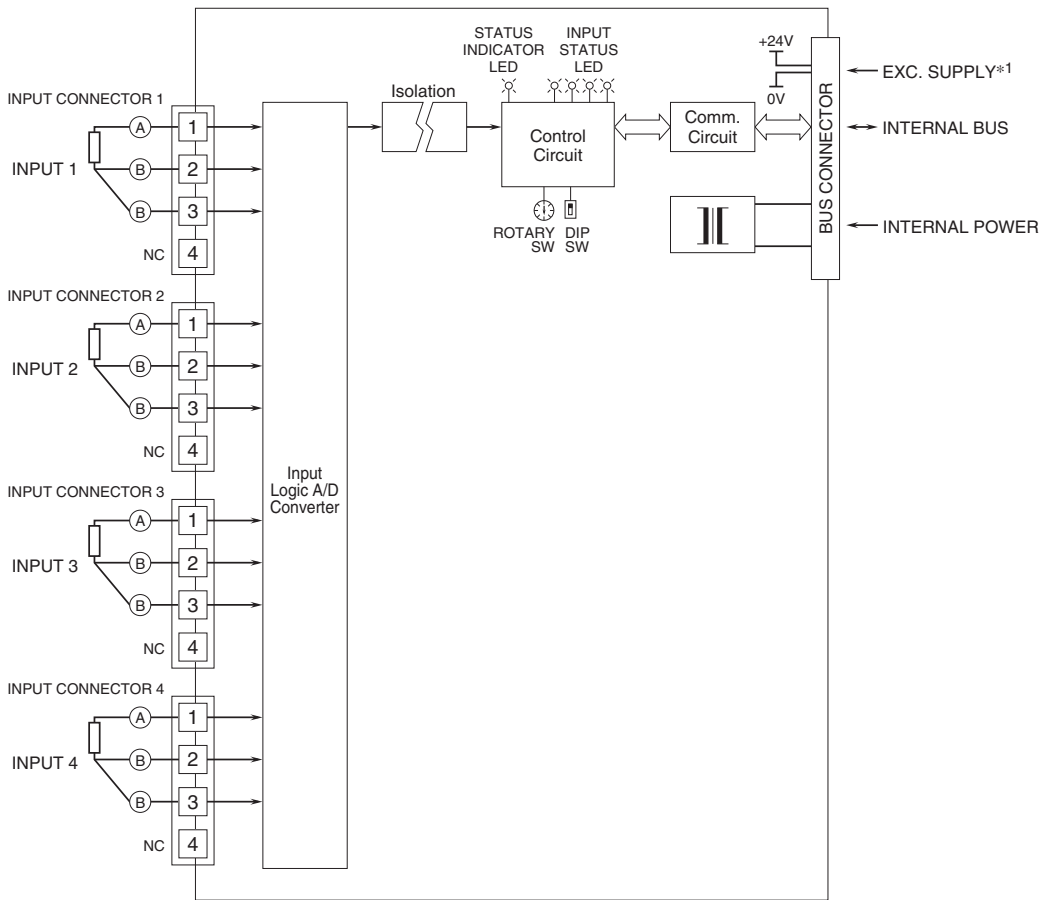 STATUS
INDICATOR
LED
INPUT
STATUS
LED
+24V
0V
EXC. SUPPLY*1
INTERNAL BUS
INTERNAL POWER
BUS CONNECTOR
Isolation
Control
Circuit
Comm.
Circuit
ROTARY
SW
DIP
SW
INPUT CONNECTOR 1
INPUT 1
A
1
B
2
B
3
NC
4
INPUT CONNECTOR 2
INPUT 2
A
1
B
2
B
3
NC
4
Input
Logic A/D
Converter
INPUT CONNECTOR 3
INPUT 3
A
1
B
2
B
3
NC
4
INPUT CONNECTOR 4
INPUT 4
A
1
B
2
B
3
NC
4